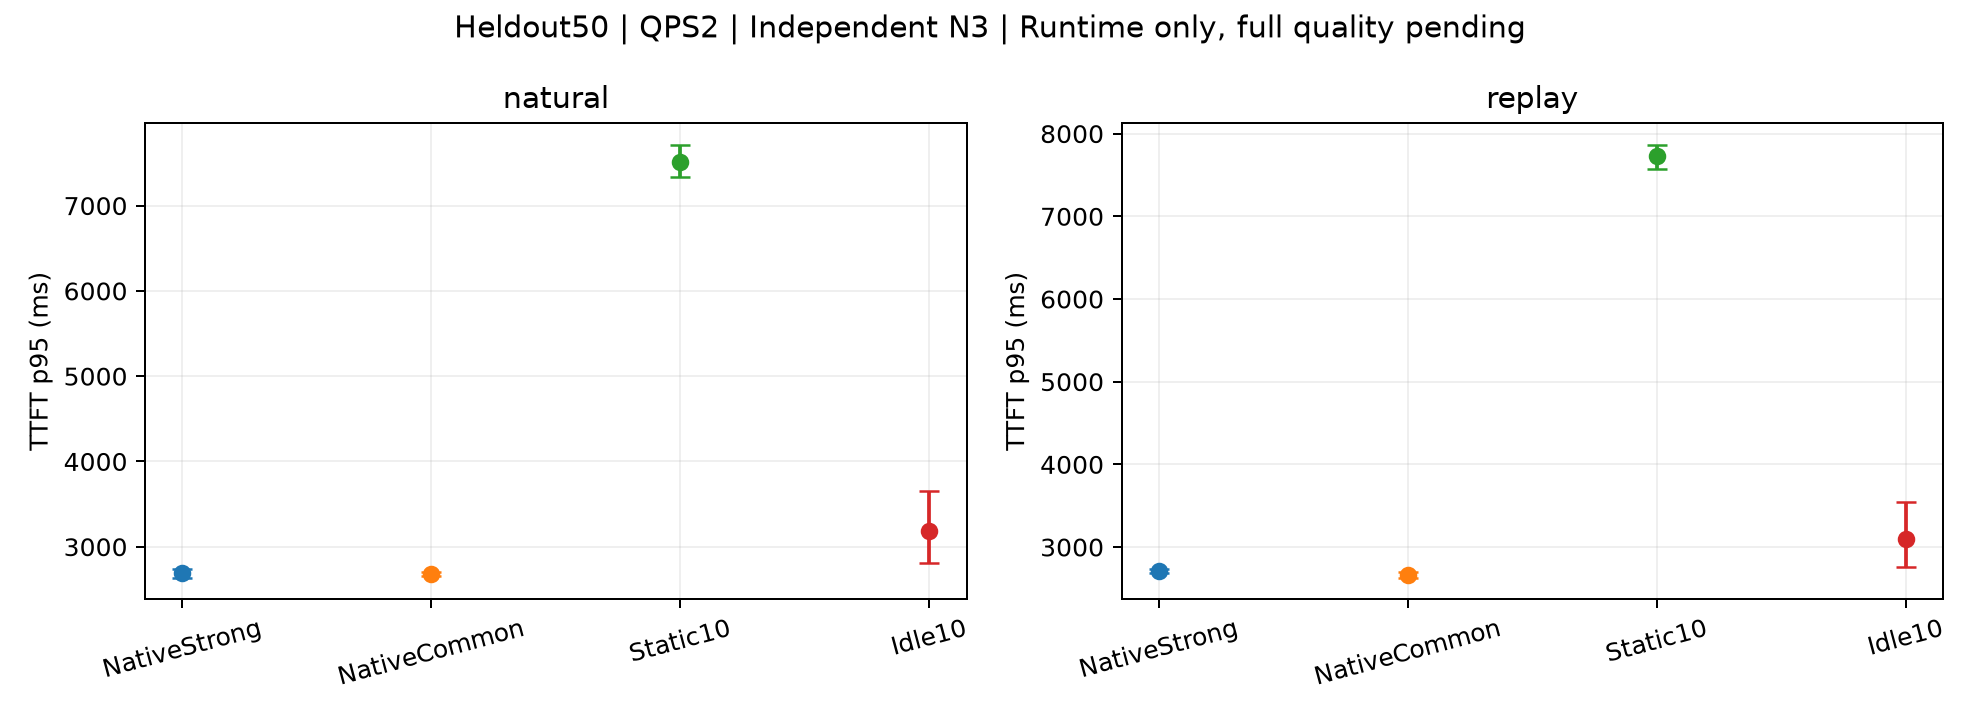 Heldout50 | QPS2 | Independent N3 | Runtime only, full quality pending
natural
TTFT p95 (ms)
7000
6000
5000
4000
3000
NativeStrong
NativeCommon
Static10
Idle10
replay
TTFT p95 (ms)
8000
7000
6000
5000
4000
3000
NativeStrong
NativeCommon
Static10
Idle10